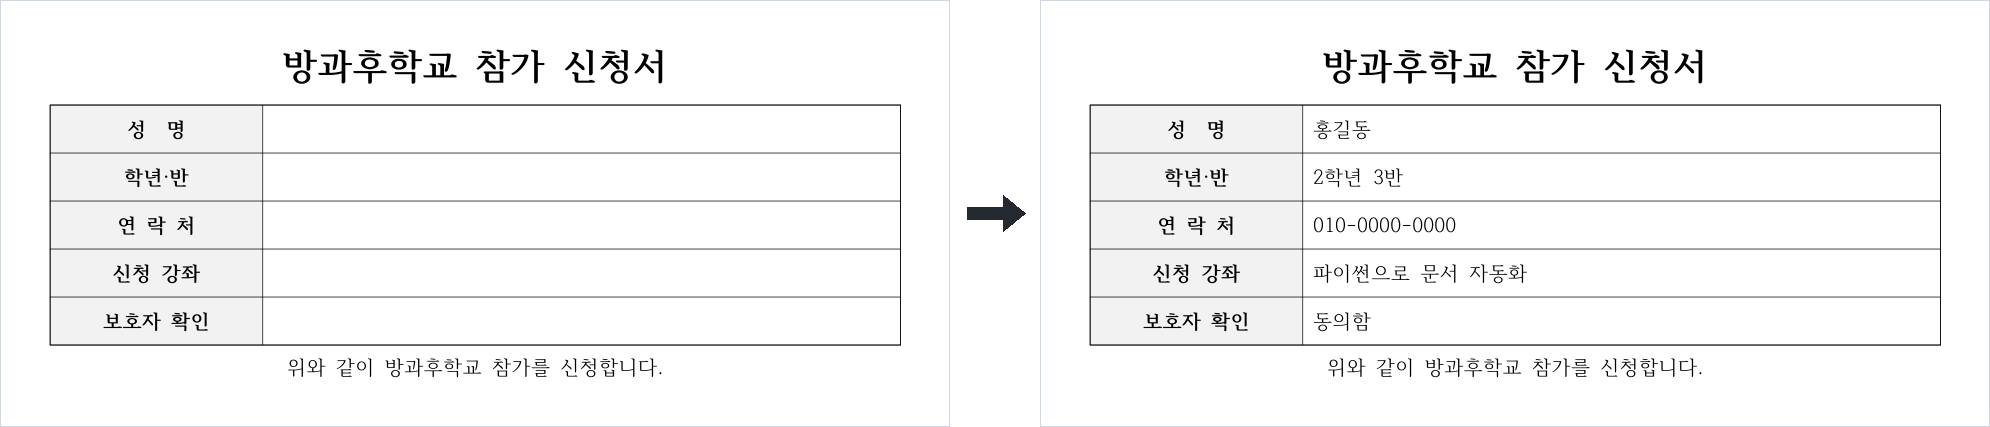 방과후학교 참가 신청서
성 명
학년·반
연 락 처
신청 강좌
보호자 확인
위와 같이 방과후학교 참가를 신청합니다.
방과후학교 참가 신청서
성 명 홍길동
학년·반 2학년 3반
연 락 처 010-0000-0000
신청 강좌 파이썬으로 문서 자동화
보호자 확인 동의함
위와 같이 방과후학교 참가를 신청합니다.